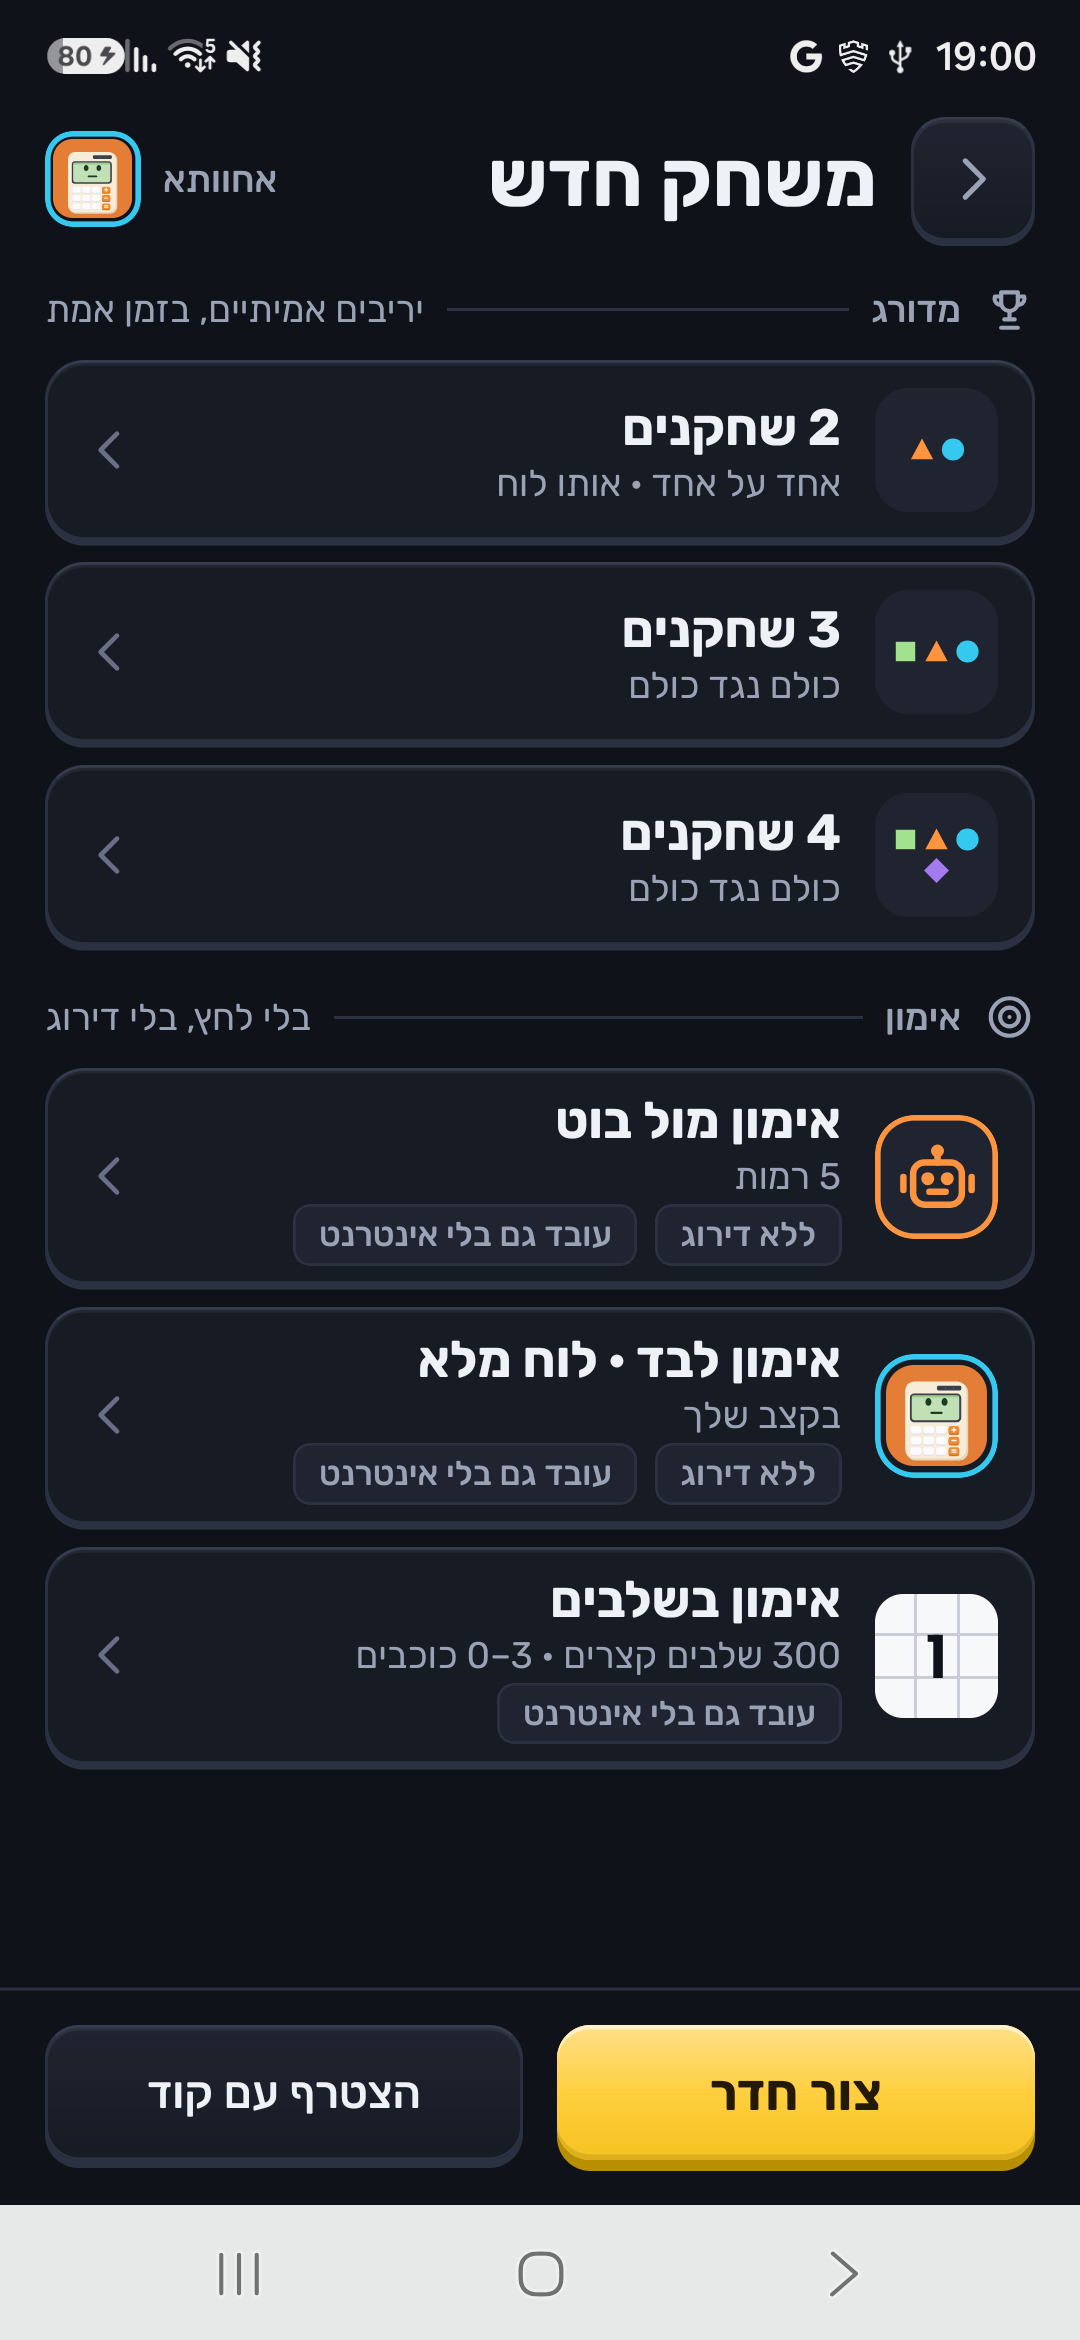 19:00
80
5
משחק חדש
אחוותא
מדורג
יריבים אמיתיים, בזמן אמת
2 שחקנים
אחד על אחד • אותו לוח
3 שחקנים
כולם נגד כולם
4 שחקנים
כולם נגד כולם
אימון
בלי לחץ, בלי דירוג
אימון מול בוט
5 רמות
ללא דירוג
עובד גם בלי אינטרנט
אימון לבד • לוח מלא
בקצב שלך
ללא דירוג
עובד גם בלי אינטרנט
אימון בשלבים
300 שלבים קצרים • 0–3 כוכבים
עובד גם בלי אינטרנט
1
צור חדר
הצטרף עם קוד